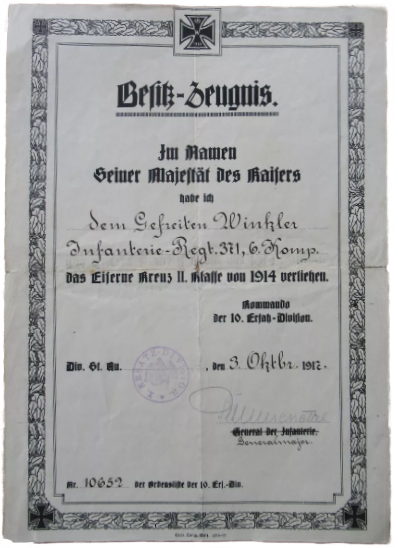 Besitz-Zeugnis.
Im Namen
Seiner Majestät des Kaisers
habe ich
dem Gefreiten Winkler
Infanterie-Regt. 371, 6. Komp.
das Eiserne Kreuz II. Klasse von 1914 verliehen.
Kommando
der 10. Ersatz-Division.
Div. St. Qu. , den 3. Oktbr. 1917.
General der Infanterie.
Generalmajor.
Nr. 10652 der Ordensliste der 10. Ers.-Div.